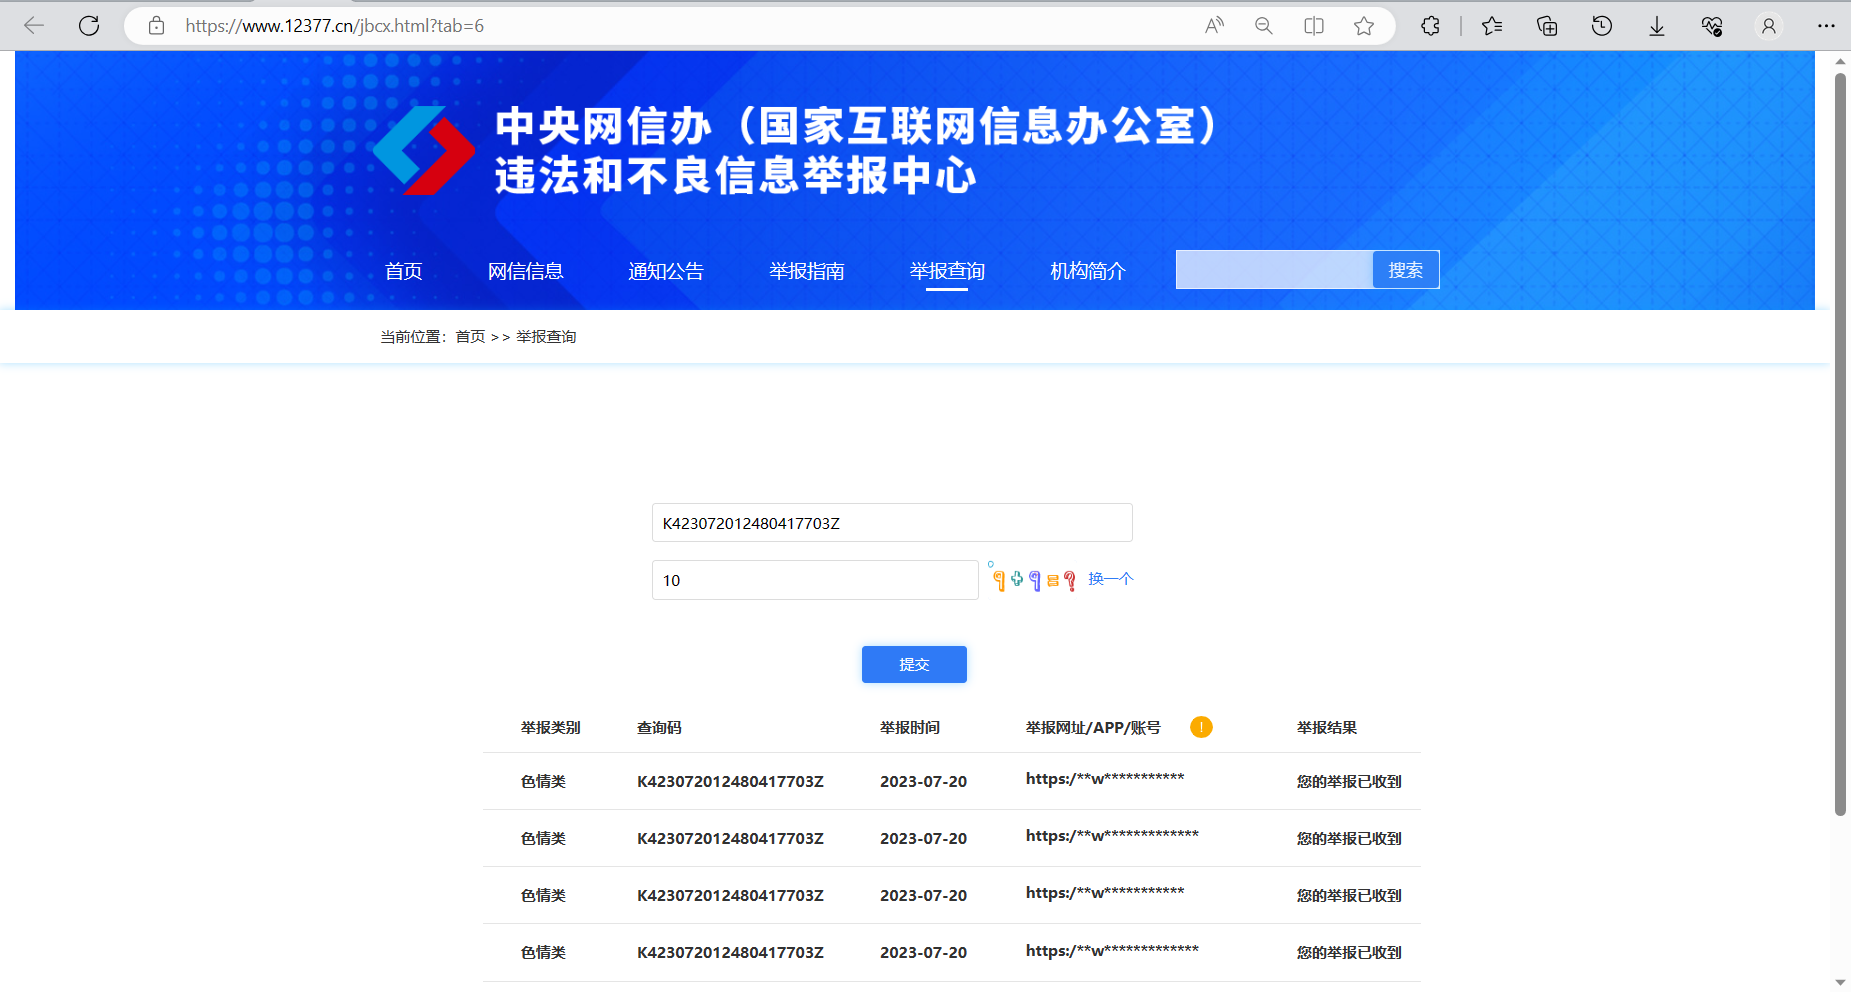 https://www.12377.cn/jbcx.html?tab=6
中央网信办（国家互联网信息办公室）
违法和不良信息举报中心
首页 网信信息 通知公告 举报指南 举报查询 机构简介 搜索
当前位置：首页 >> 举报查询
K423072012480417703Z
10 9+9=? 换一个
提交
举报类别 查询码 举报时间 举报网址/APP/账号 ! 举报结果
色情类 K423072012480417703Z 2023-07-20 https:/**w*********** 您的举报已收到
色情类 K423072012480417703Z 2023-07-20 https:/**w************* 您的举报已收到
色情类 K423072012480417703Z 2023-07-20 https:/**w*********** 您的举报已收到
色情类 K423072012480417703Z 2023-07-20 https:/**w************* 您的举报已收到